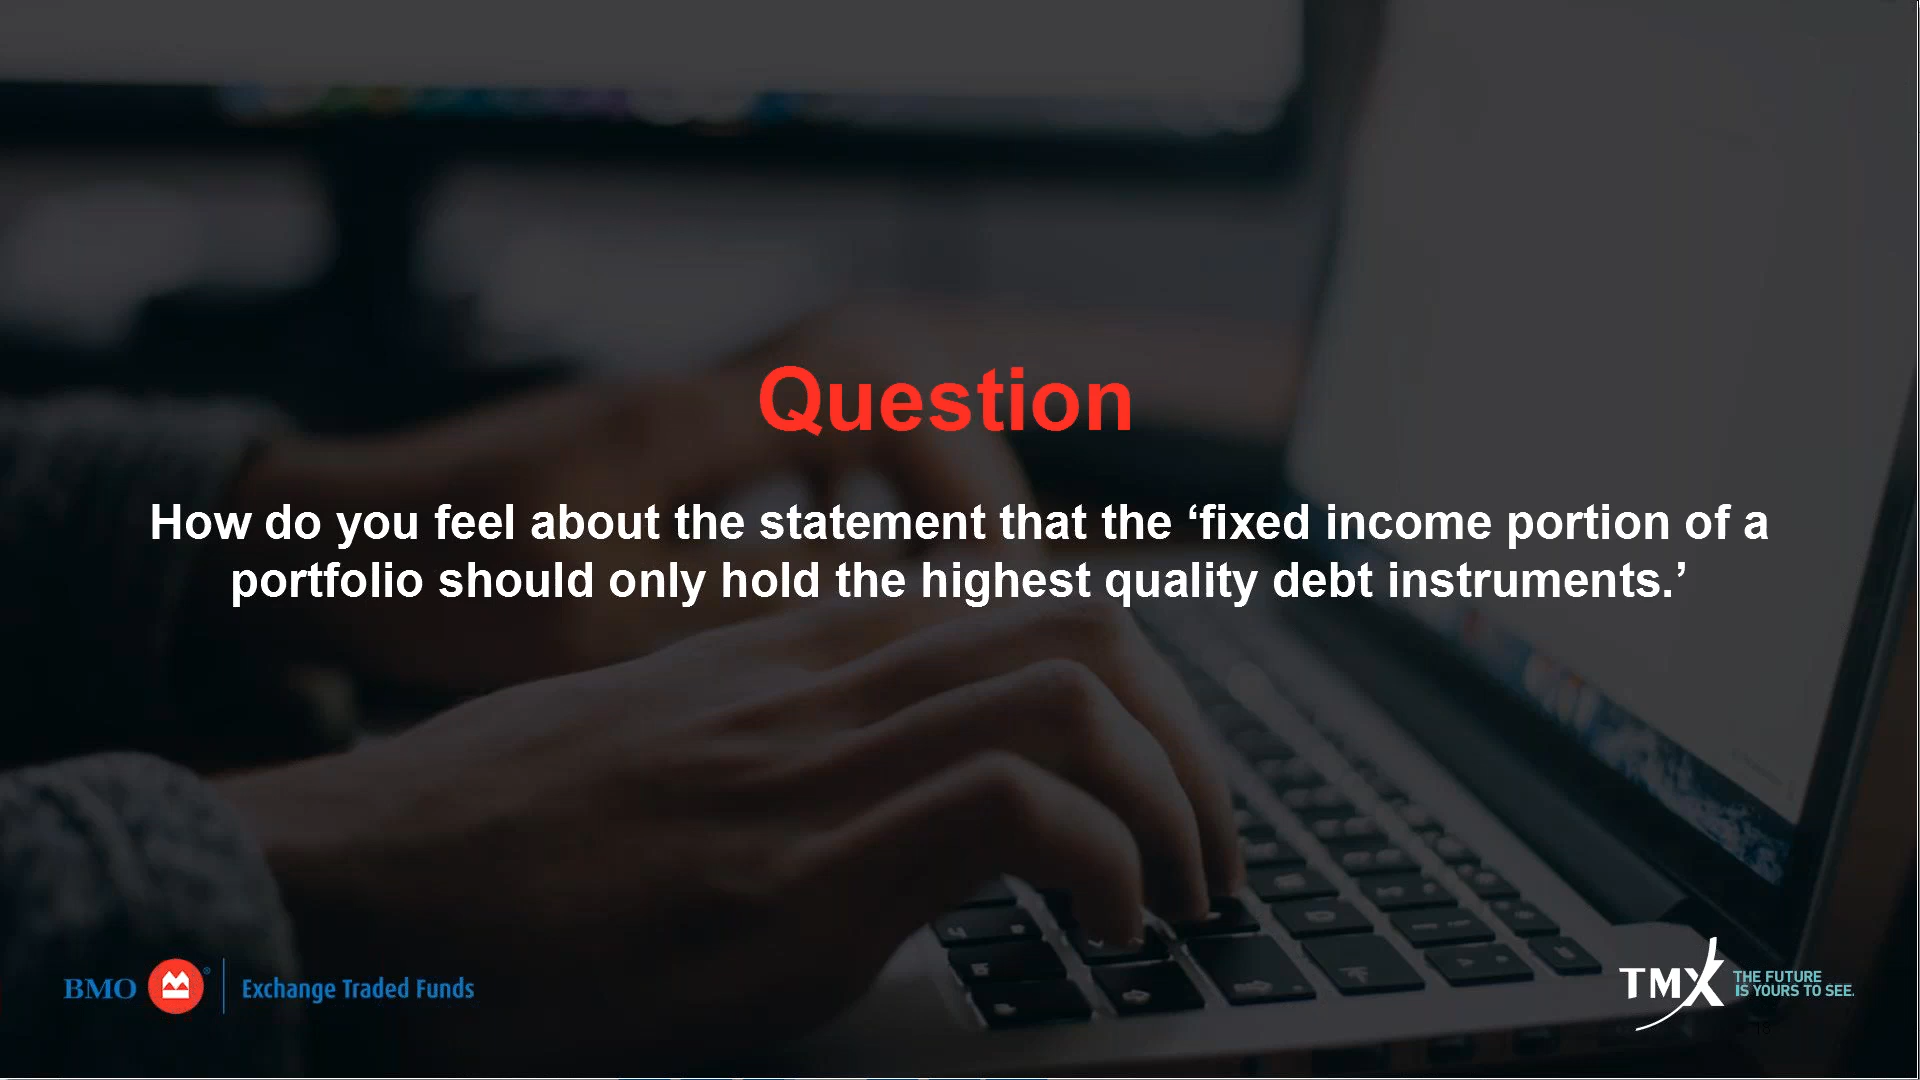 Question
How do you feel about the statement that the ‘fixed income portion of a
portfolio should only hold the highest quality debt instruments.’
BMO ® Exchange Traded Funds
TMX THE FUTURE
IS YOURS TO SEE.